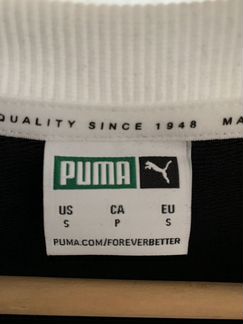 QUALITY SINCE 1948 MA
PUMA
US CA EU
S P S
PUMA.COM/FOREVERBETTER